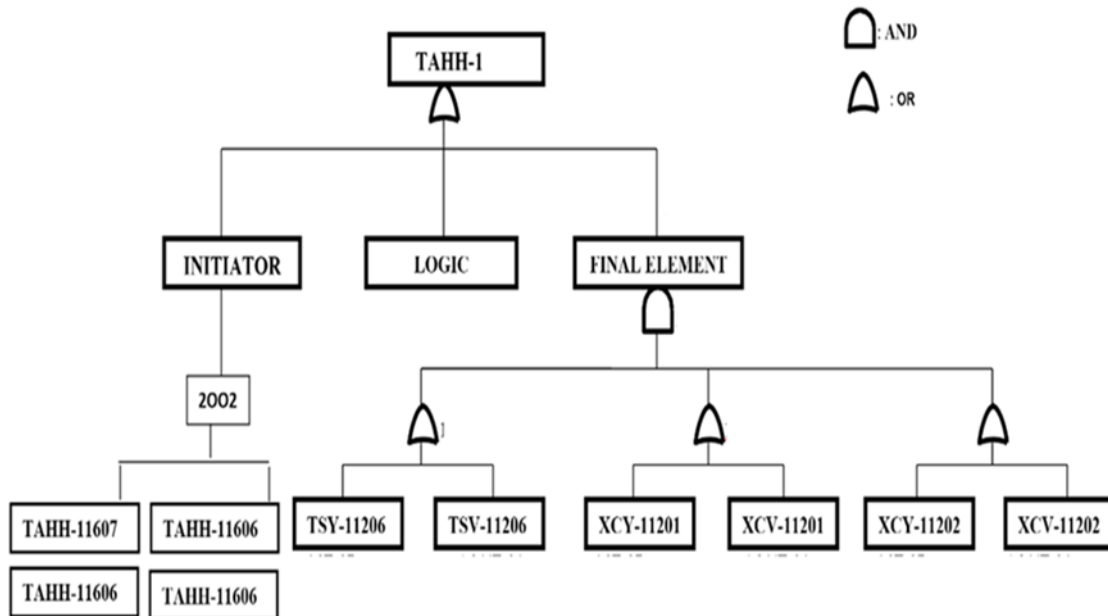 : AND
TAHH-1
: OR
INITIATOR
LOGIC
FINAL ELEMENT
2002
TAHH-11607
TAHH-11606
TSY-11206
TSV-11206
XCY-11201
XCV-11201
XCY-11202
XCV-11202
TAHH-11606
TAHH-11606